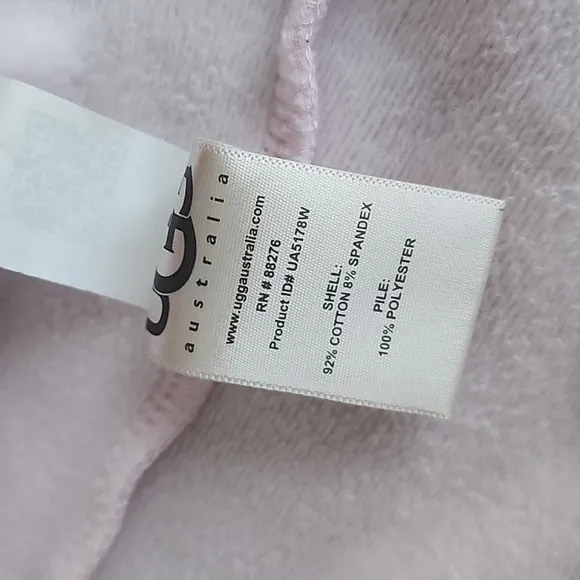 UGG
australia
www.uggaustralia.com
RN # 88276
Product ID# UA5178W
SHELL:
92% COTTON 8% SPANDEX
PILE:
100% POLYESTER